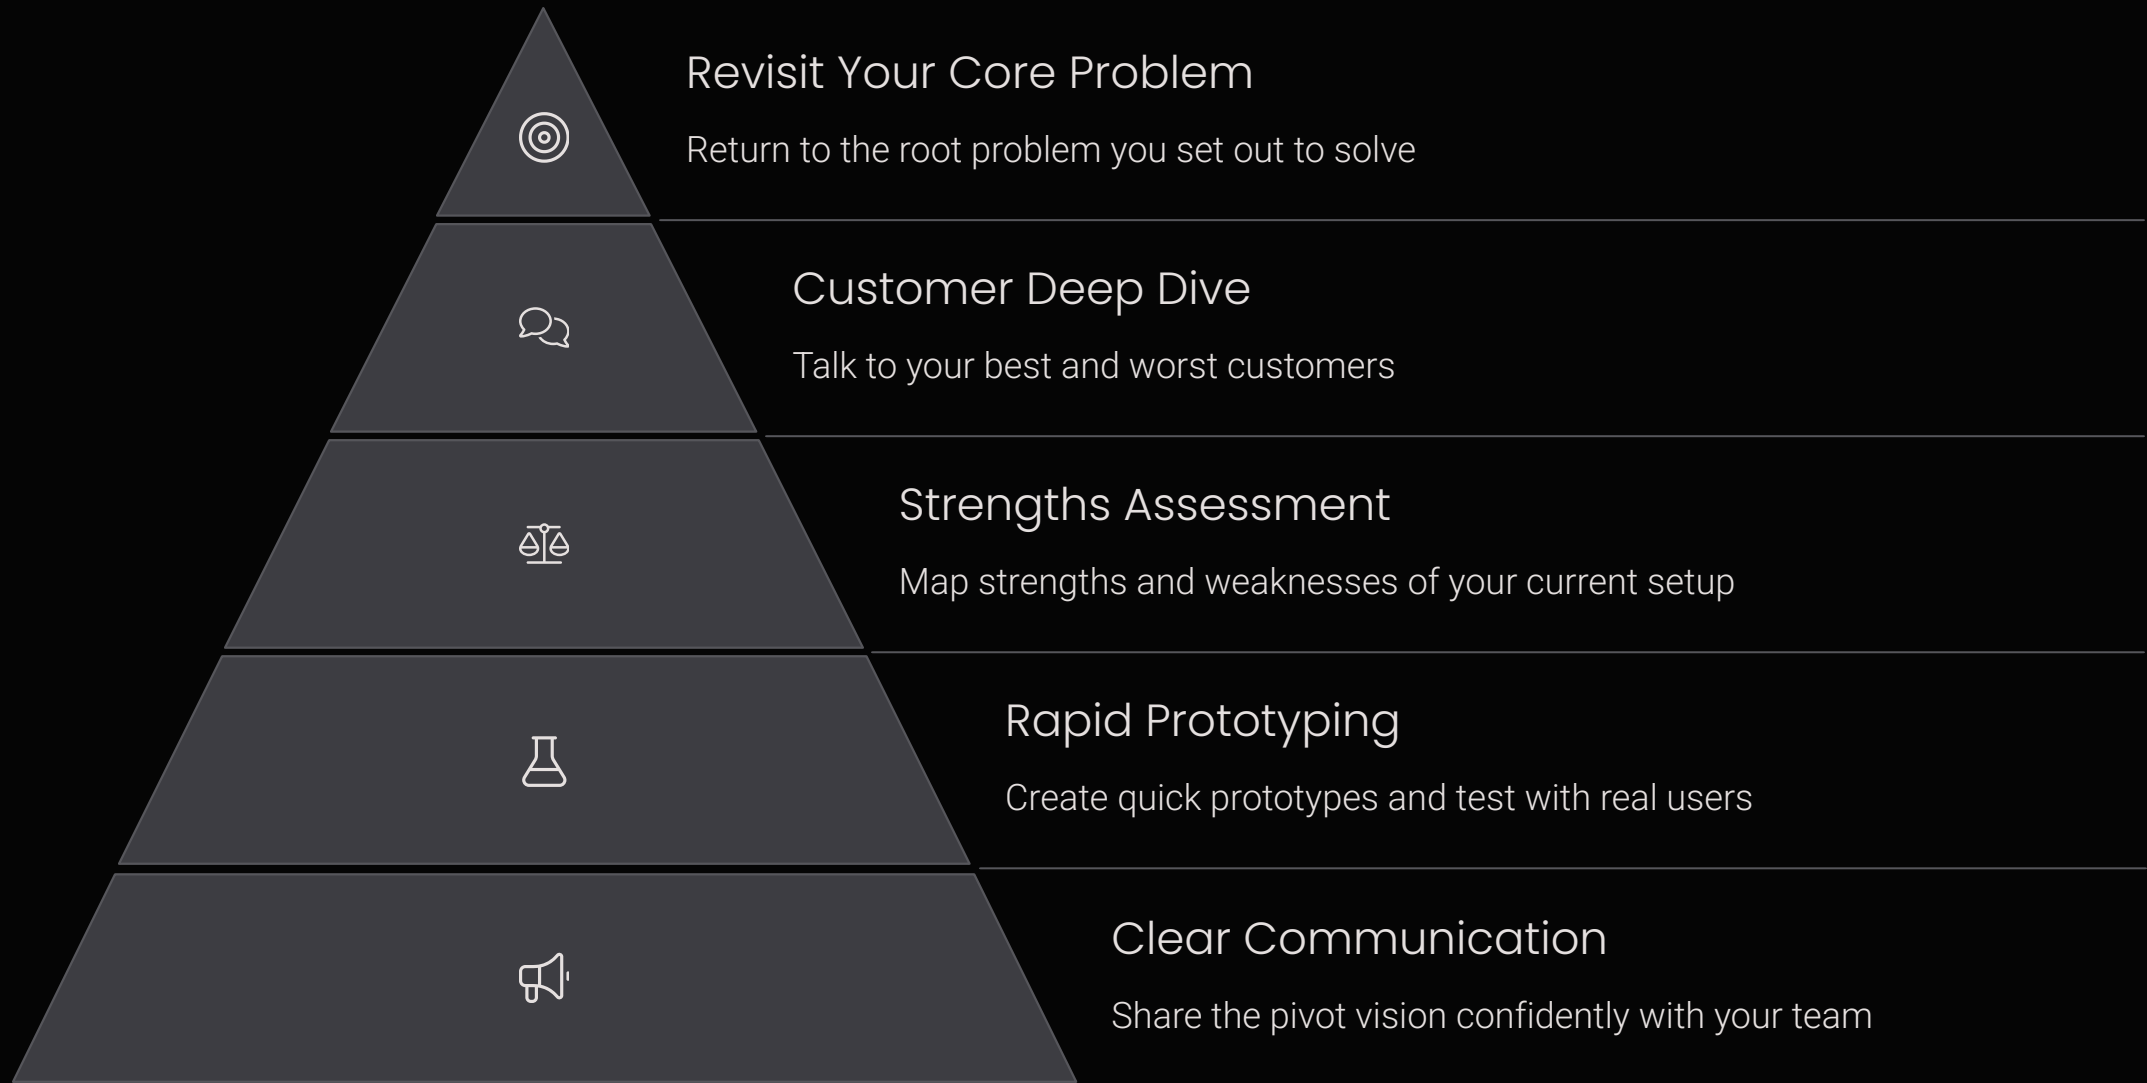 Revisit Your Core Problem
Return to the root problem you set out to solve
Customer Deep Dive
Talk to your best and worst customers
Strengths Assessment
Map strengths and weaknesses of your current setup
Rapid Prototyping
Create quick prototypes and test with real users
Clear Communication
Share the pivot vision confidently with your team